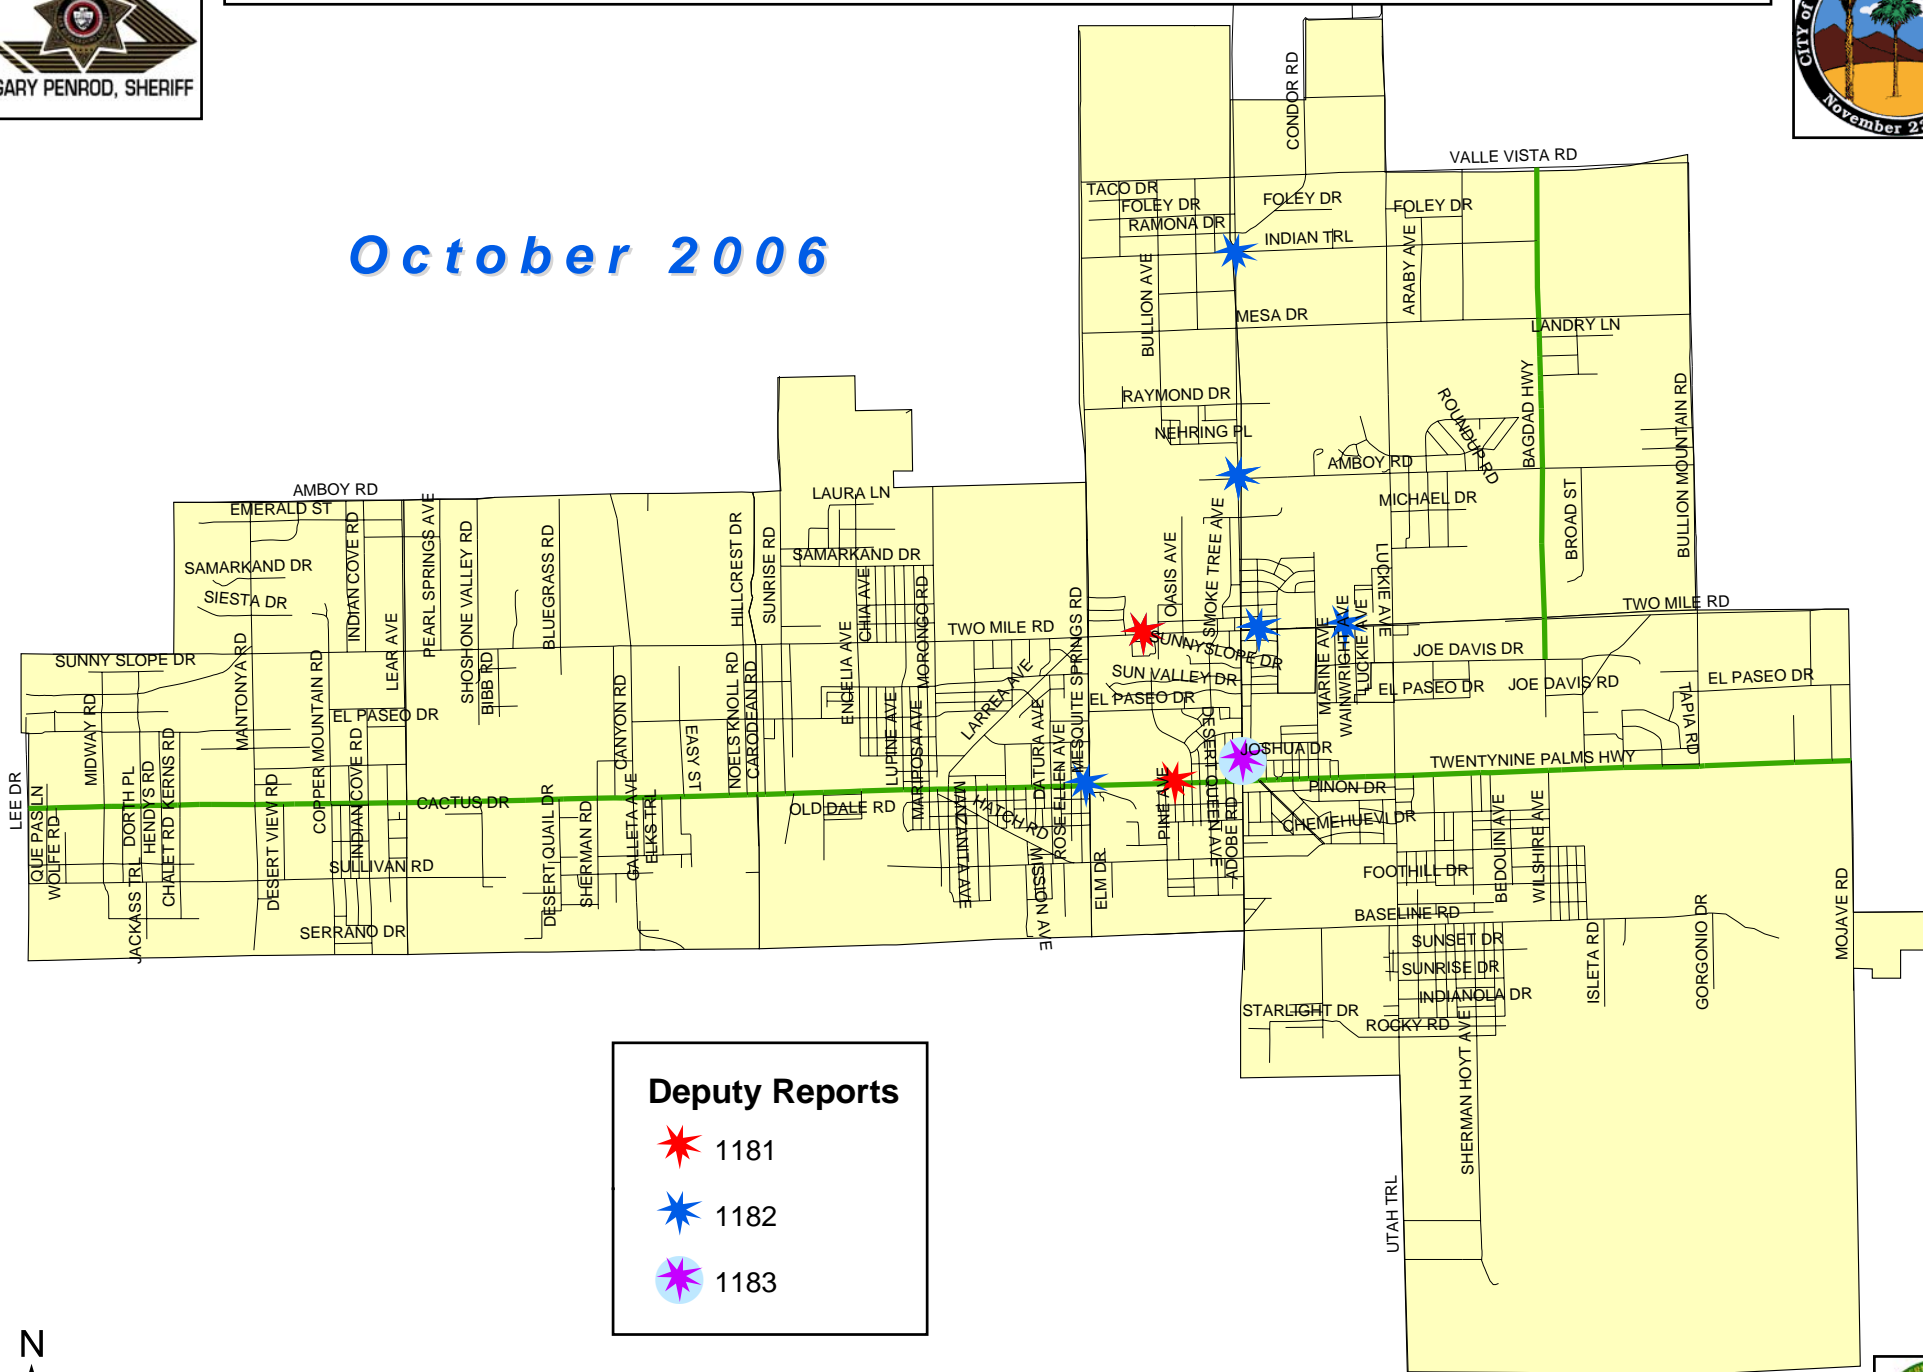 GARY PENROD, SHERIFF
CITY of
November 23
October 2006
CONDOR RD
VALLE VISTA RD
TACO DR
FOLEY DR
FOLEY DR
FOLEY DR
RAMONA DR
INDIAN TRL
BULLION AVE
ARABY AVE
MESA DR
LANDRY LN
RAYMOND DR
ROUNDUP RD
BAGDAD HWY
BULLION MOUNTAIN RD
NEHRING PL
AMBOY RD
MICHAEL DR
BROAD ST
AMBOY RD
EMERALD ST
LAURA LN
INDIAN COVE RD
PEARL SPRINGS AVE
SHOSHONE VALLEY RD
BLUEGRASS RD
HILLCREST DR
SUNRISE RD
SAMARKAND DR
SAMARKAND DR
SIESTA DR
CHIA AVE
MORONGO RD
MESQUITE SPRINGS RD
OASIS AVE
SMOKE TREE AVE
LUCKIE AVE
TWO MILE RD
TWO MILE RD
SUNNYSLOPE DR
SUNNY SLOPE DR
MANTONYA RD
LEAR AVE
BIBB RD
ENCELIA AVE
LARREA AVE
SUN VALLEY DR
MARINE AVE
WAINWRIGHT AVE
LUCKIE AVE
JOE DAVIS DR
JOE DAVIS RD
EL PASEO DR
EL PASEO DR
EL PASEO DR
EL PASEO DR
TAPIA RD
MIDWAY RD
COPPER MOUNTAIN RD
CANYON RD
EASY ST
NOELS KNOLL RD
CARODEAN RD
LUPINE AVE
MARIPOSA AVE
DATURA AVE
ROSE ELLEN AVE
DESERT QUEEN AVE
JOSHUA DR
TWENTYNINE PALMS HWY
LEE DR
QUE PAS LN
WOLFE RD
DORTH PL
HENDYS RD
CHALET RD KERNS RD
JACKASS TRL
DESERT VIEW RD
INDIAN COVE RD
CACTUS DR
SULLIVAN RD
SERRANO DR
DESERT QUAIL DR
SHERMAN RD
GALLETA AVE
ELKS TRL
OLD DALE RD
MANZANITA AVE
HATCH RD
MISSION AVE
ELM DR
PINE AVE
ADOBE RD
PINON DR
CHEMEHUEVI DR
FOOTHILL DR
BEDOUIN AVE
WILSHIRE AVE
BASELINE RD
SUNSET DR
SUNRISE DR
INDIANOLA DR
STARLIGHT DR
ROCKY RD
ISLETA RD
GORGONIO DR
MOJAVE RD
SHERMAN HOYT AVE
UTAH TRL
Deputy Reports
1181
1182
1183
N